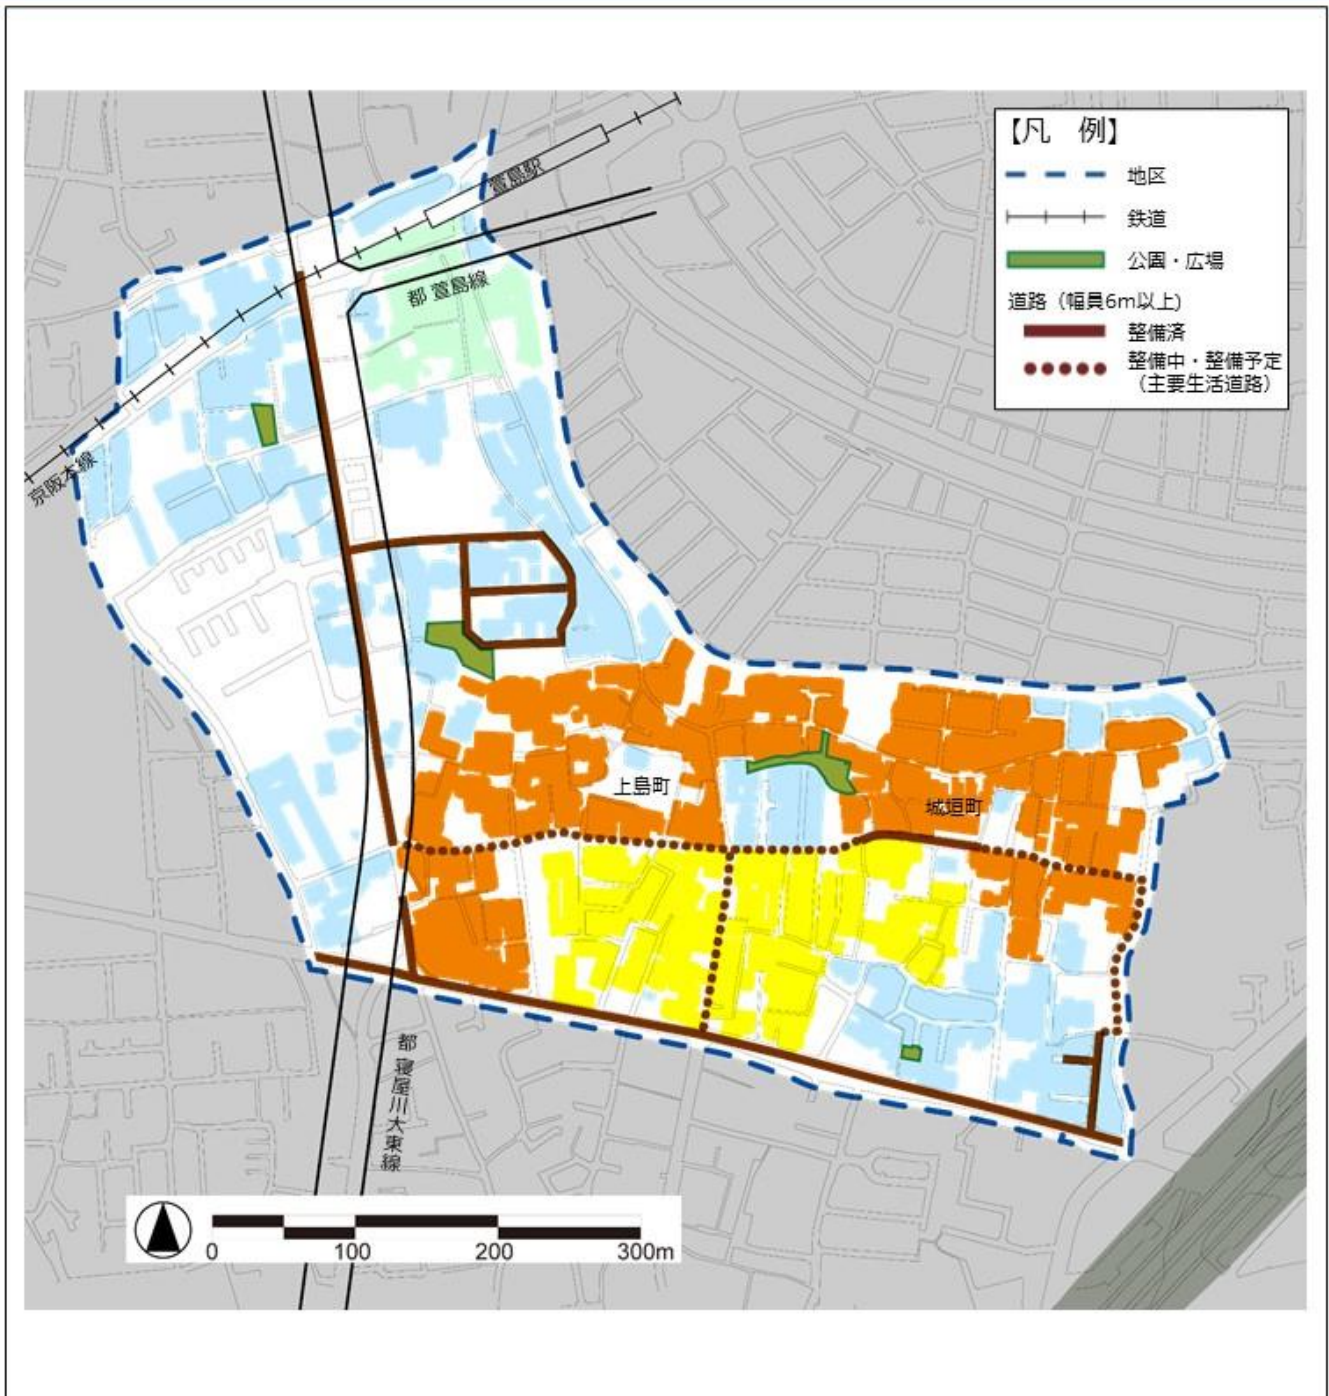 【凡 例】
地区
鉄道
公園・広場
道路（幅員6m以上)
整備済
整備中・整備予定
（主要生活道路）
萱島駅
都 萱島線
京阪本線
上島町
城垣町
都 寝屋川大東線
0 100 200 300m